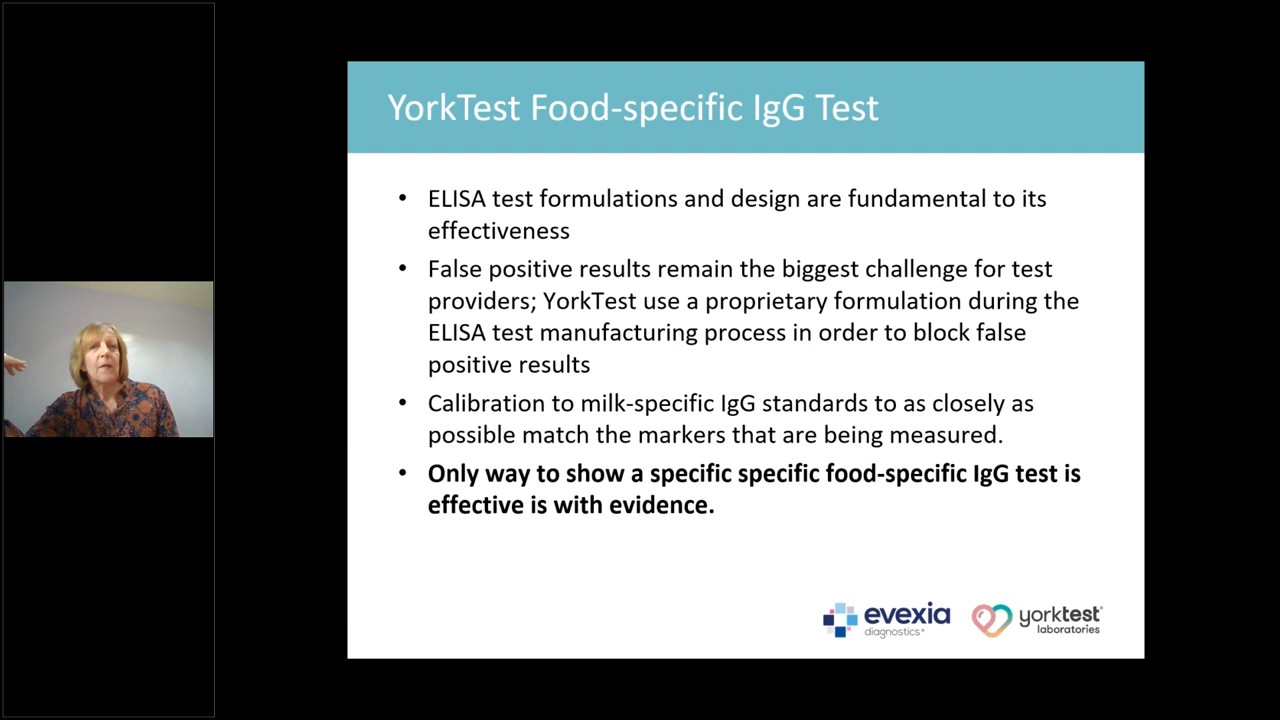 YorkTest Food-specific IgG Test
• ELISA test formulations and design are fundamental to its
effectiveness
• False positive results remain the biggest challenge for test
providers; YorkTest use a proprietary formulation during the
ELISA test manufacturing process in order to block false
positive results
• Calibration to milk-specific IgG standards to as closely as
possible match the markers that are being measured.
• Only way to show a specific specific food-specific IgG test is
effective is with evidence.
evexia
diagnostics
yorktest
laboratories